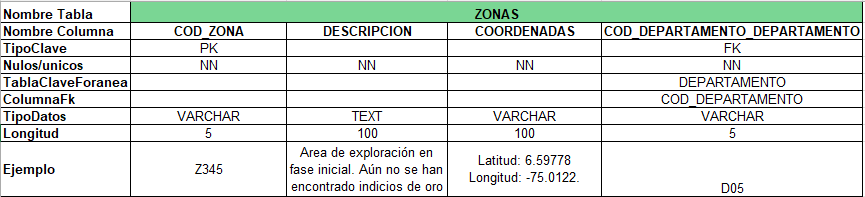 Nombre Tabla ZONAS
Nombre Columna COD_ZONA DESCRIPCION COORDENADAS COD_DEPARTAMENTO_DEPARTAMENTO
TipoClave PK FK
Nulos/unicos NN NN NN NN
TablaClaveForanea DEPARTAMENTO
ColumnaFk COD_DEPARTAMENTO
TipoDatos VARCHAR TEXT VARCHAR VARCHAR
Longitud 5 100 100 5
Ejemplo Z345
Area de exploración en
fase inicial. Aún no se han
encontrado indicios de oro
Latitud: 6.59778
Longitud: -75.0122.
D05